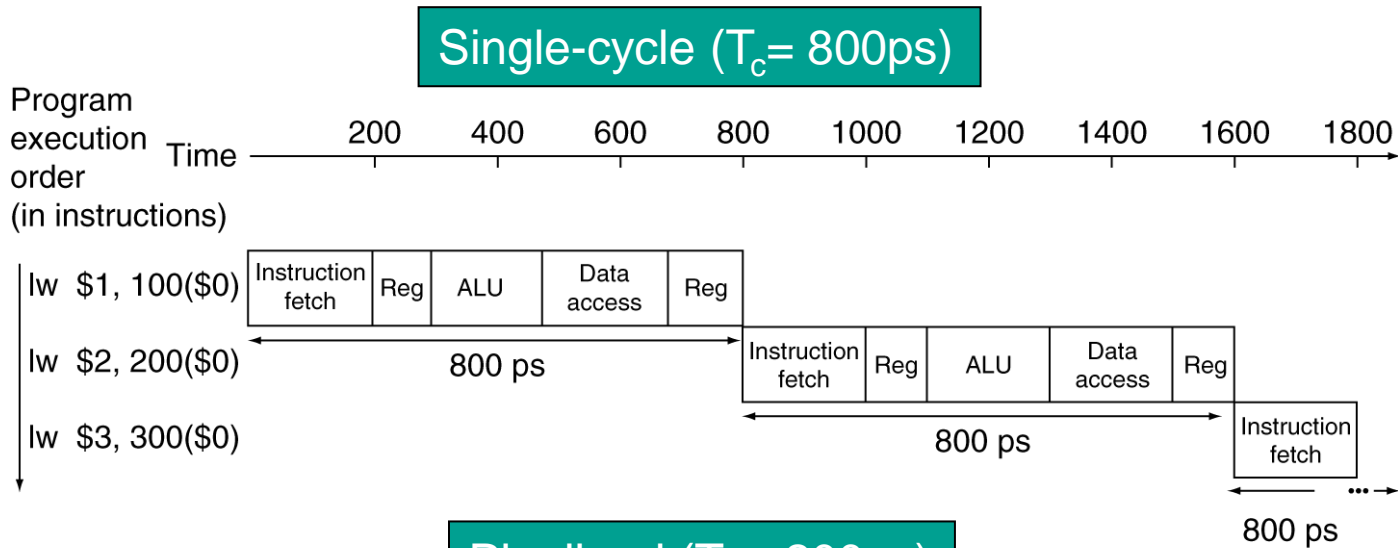 Single-cycle (Tc= 800ps)
Program
execution
order
(in instructions)
Time
200 400 600 800 1000 1200 1400 1600 1800
lw $1, 100($0)
Instruction
fetch
Reg
ALU
Data
access
Reg
800 ps
lw $2, 200($0)
Instruction
fetch
Reg
ALU
Data
access
Reg
800 ps
lw $3, 300($0)
Instruction
fetch
...
800 ps